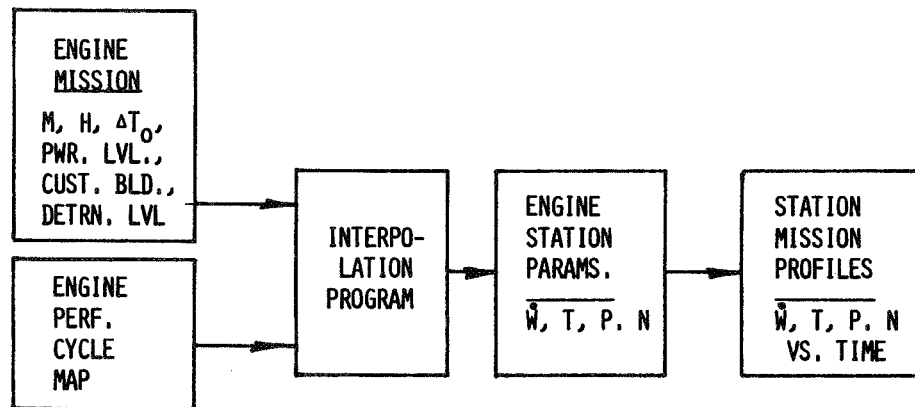 ENGINE
MISSION
M, H, ΔT₀,
PWR. LVL.,
CUST. BLD.,
DETRN. LVL
ENGINE
PERF.
CYCLE
MAP
INTERPO-
LATION
PROGRAM
ENGINE
STATION
PARAMS.
Ẇ, T, P. N
STATION
MISSION
PROFILES
Ẇ, T, P. N
VS. TIME